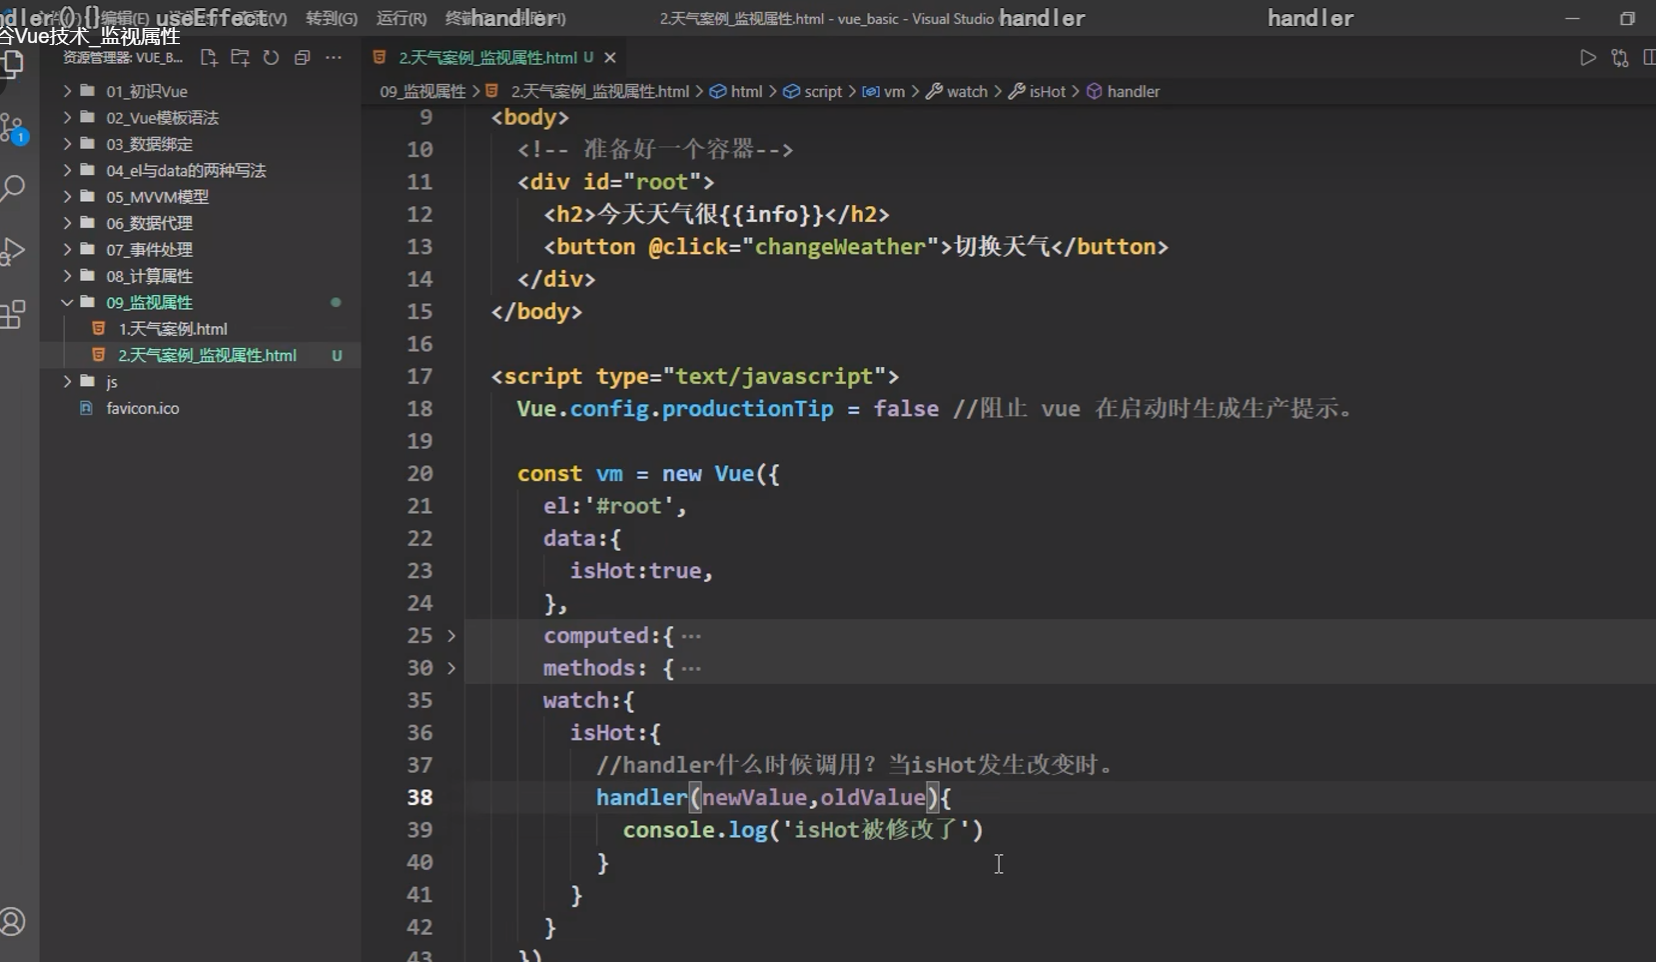 ndler(){} useEffect handler handler handler
编辑(E) 转到(G) 运行(R) 2.天气案例_监视属性.html - vue_basic - Visual Studio
谷Vue技术_监视属性
资源管理器: VUE_B... 2.天气案例_监视属性.html U
09_监视属性 > 2.天气案例_监视属性.html > html > script > vm > watch > isHot > handler
01_初识Vue
02_Vue模板语法
03_数据绑定
04_el与data的两种写法
05_MVVM模型
06_数据代理
07_事件处理
08_计算属性
09_监视属性
1.天气案例.html
2.天气案例_监视属性.html U
js
favicon.ico
1
9 <body>
10 <!-- 准备好一个容器-->
11 <div id="root">
12 <h2>今天天气很{{info}}</h2>
13 <button @click="changeWeather">切换天气</button>
14 </div>
15 </body>
16
17 <script type="text/javascript">
18 Vue.config.productionTip = false //阻止 vue 在启动时生成生产提示。
19
20 const vm = new Vue({
21 el:'#root',
22 data:{
23 isHot:true,
24 },
25 computed:{ ···
30 methods: { ···
35 watch:{
36 isHot:{
37 //handler什么时候调用？当isHot发生改变时。
38 handler(newValue,oldValue){
39 console.log('isHot被修改了')
40 }
41 }
42 }
43 })